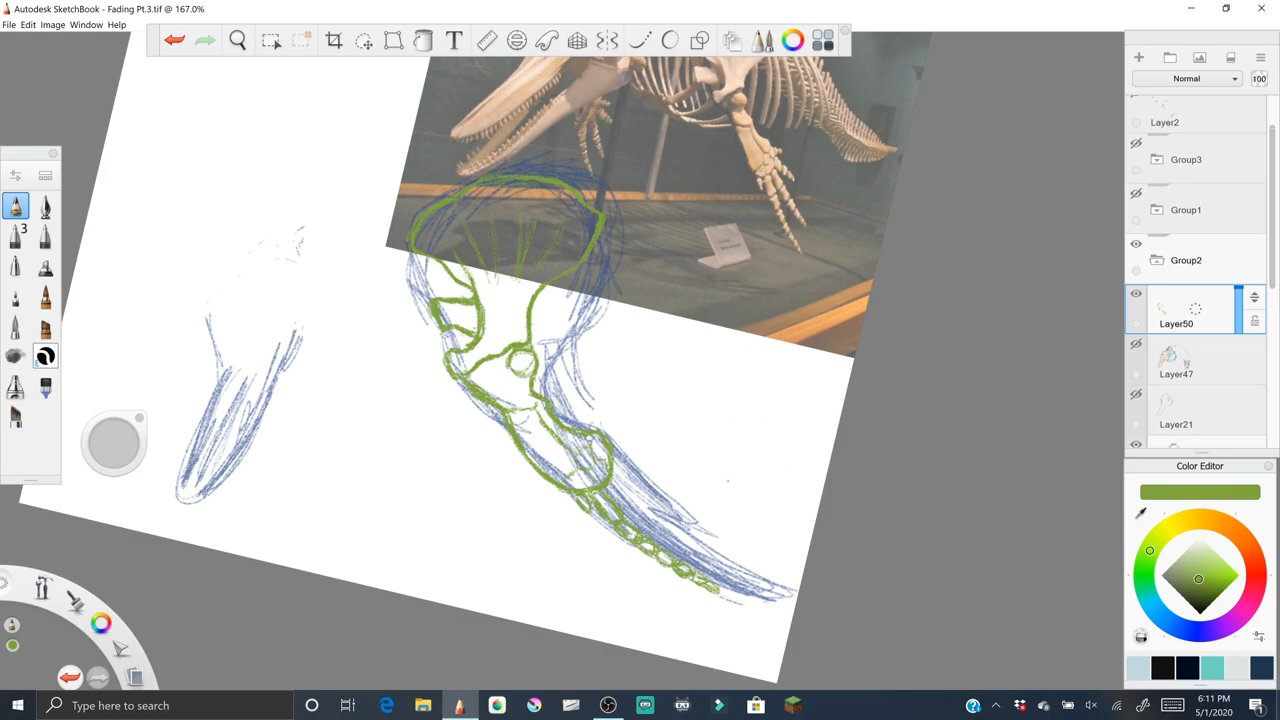 Autodesk SketchBook - Fading Pt.3.tif @ 167.0%
File Edit Image Window Help
T
Normal
100
Layer2
Group3
Group1
Group2
3
Layer50
Layer47
Layer21
Color Editor
Type here to search
6:11 PM
5/1/2020